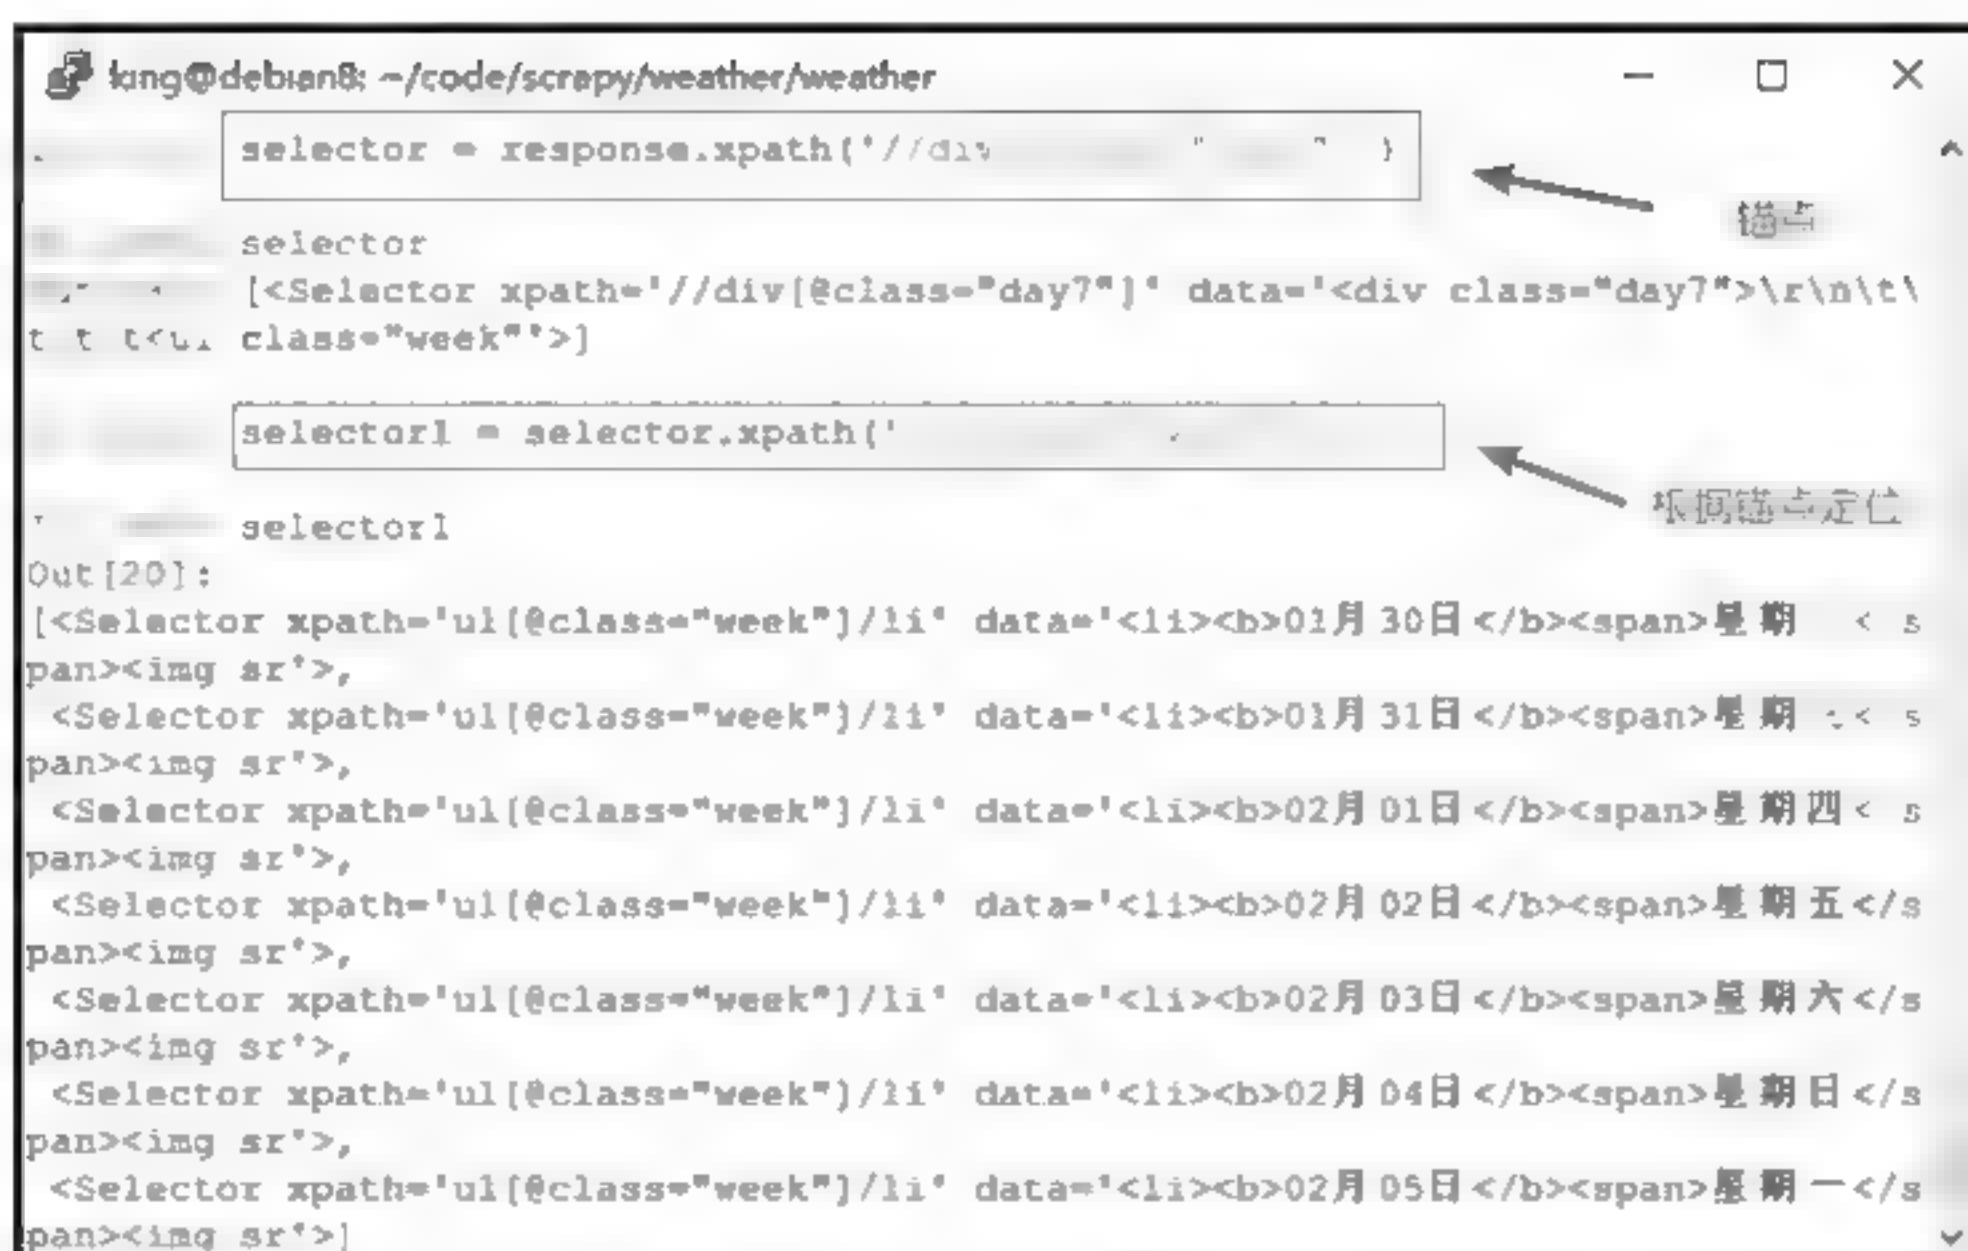 king@debian8: ~/code/scrapy/weather/weather
selector = response.xpath('//div " " )
锚点
selector
[<Selector xpath='//div[@class="day7"]' data='<div class="day7">\r\n\t\
t t t<ul class="week"'>]
selector1 = selector.xpath('
根据锚点定位
selector1
Out[20]:
[<Selector xpath='ul[@class="week"]/li' data='<li><b>01月30日</b><span>星期 < s
pan><img sr'>,
<Selector xpath='ul[@class="week"]/li' data='<li><b>01月31日</b><span>星期 < s
pan><img sr'>,
<Selector xpath='ul[@class="week"]/li' data='<li><b>02月01日</b><span>星期四< s
pan><img sr'>,
<Selector xpath='ul[@class="week"]/li' data='<li><b>02月02日</b><span>星期五</s
pan><img sr'>,
<Selector xpath='ul[@class="week"]/li' data='<li><b>02月03日</b><span>星期六</s
pan><img sr'>,
<Selector xpath='ul[@class="week"]/li' data='<li><b>02月04日</b><span>星期日</s
pan><img sr'>,
<Selector xpath='ul[@class="week"]/li' data='<li><b>02月05日</b><span>星期一</s
pan><img sr'>]